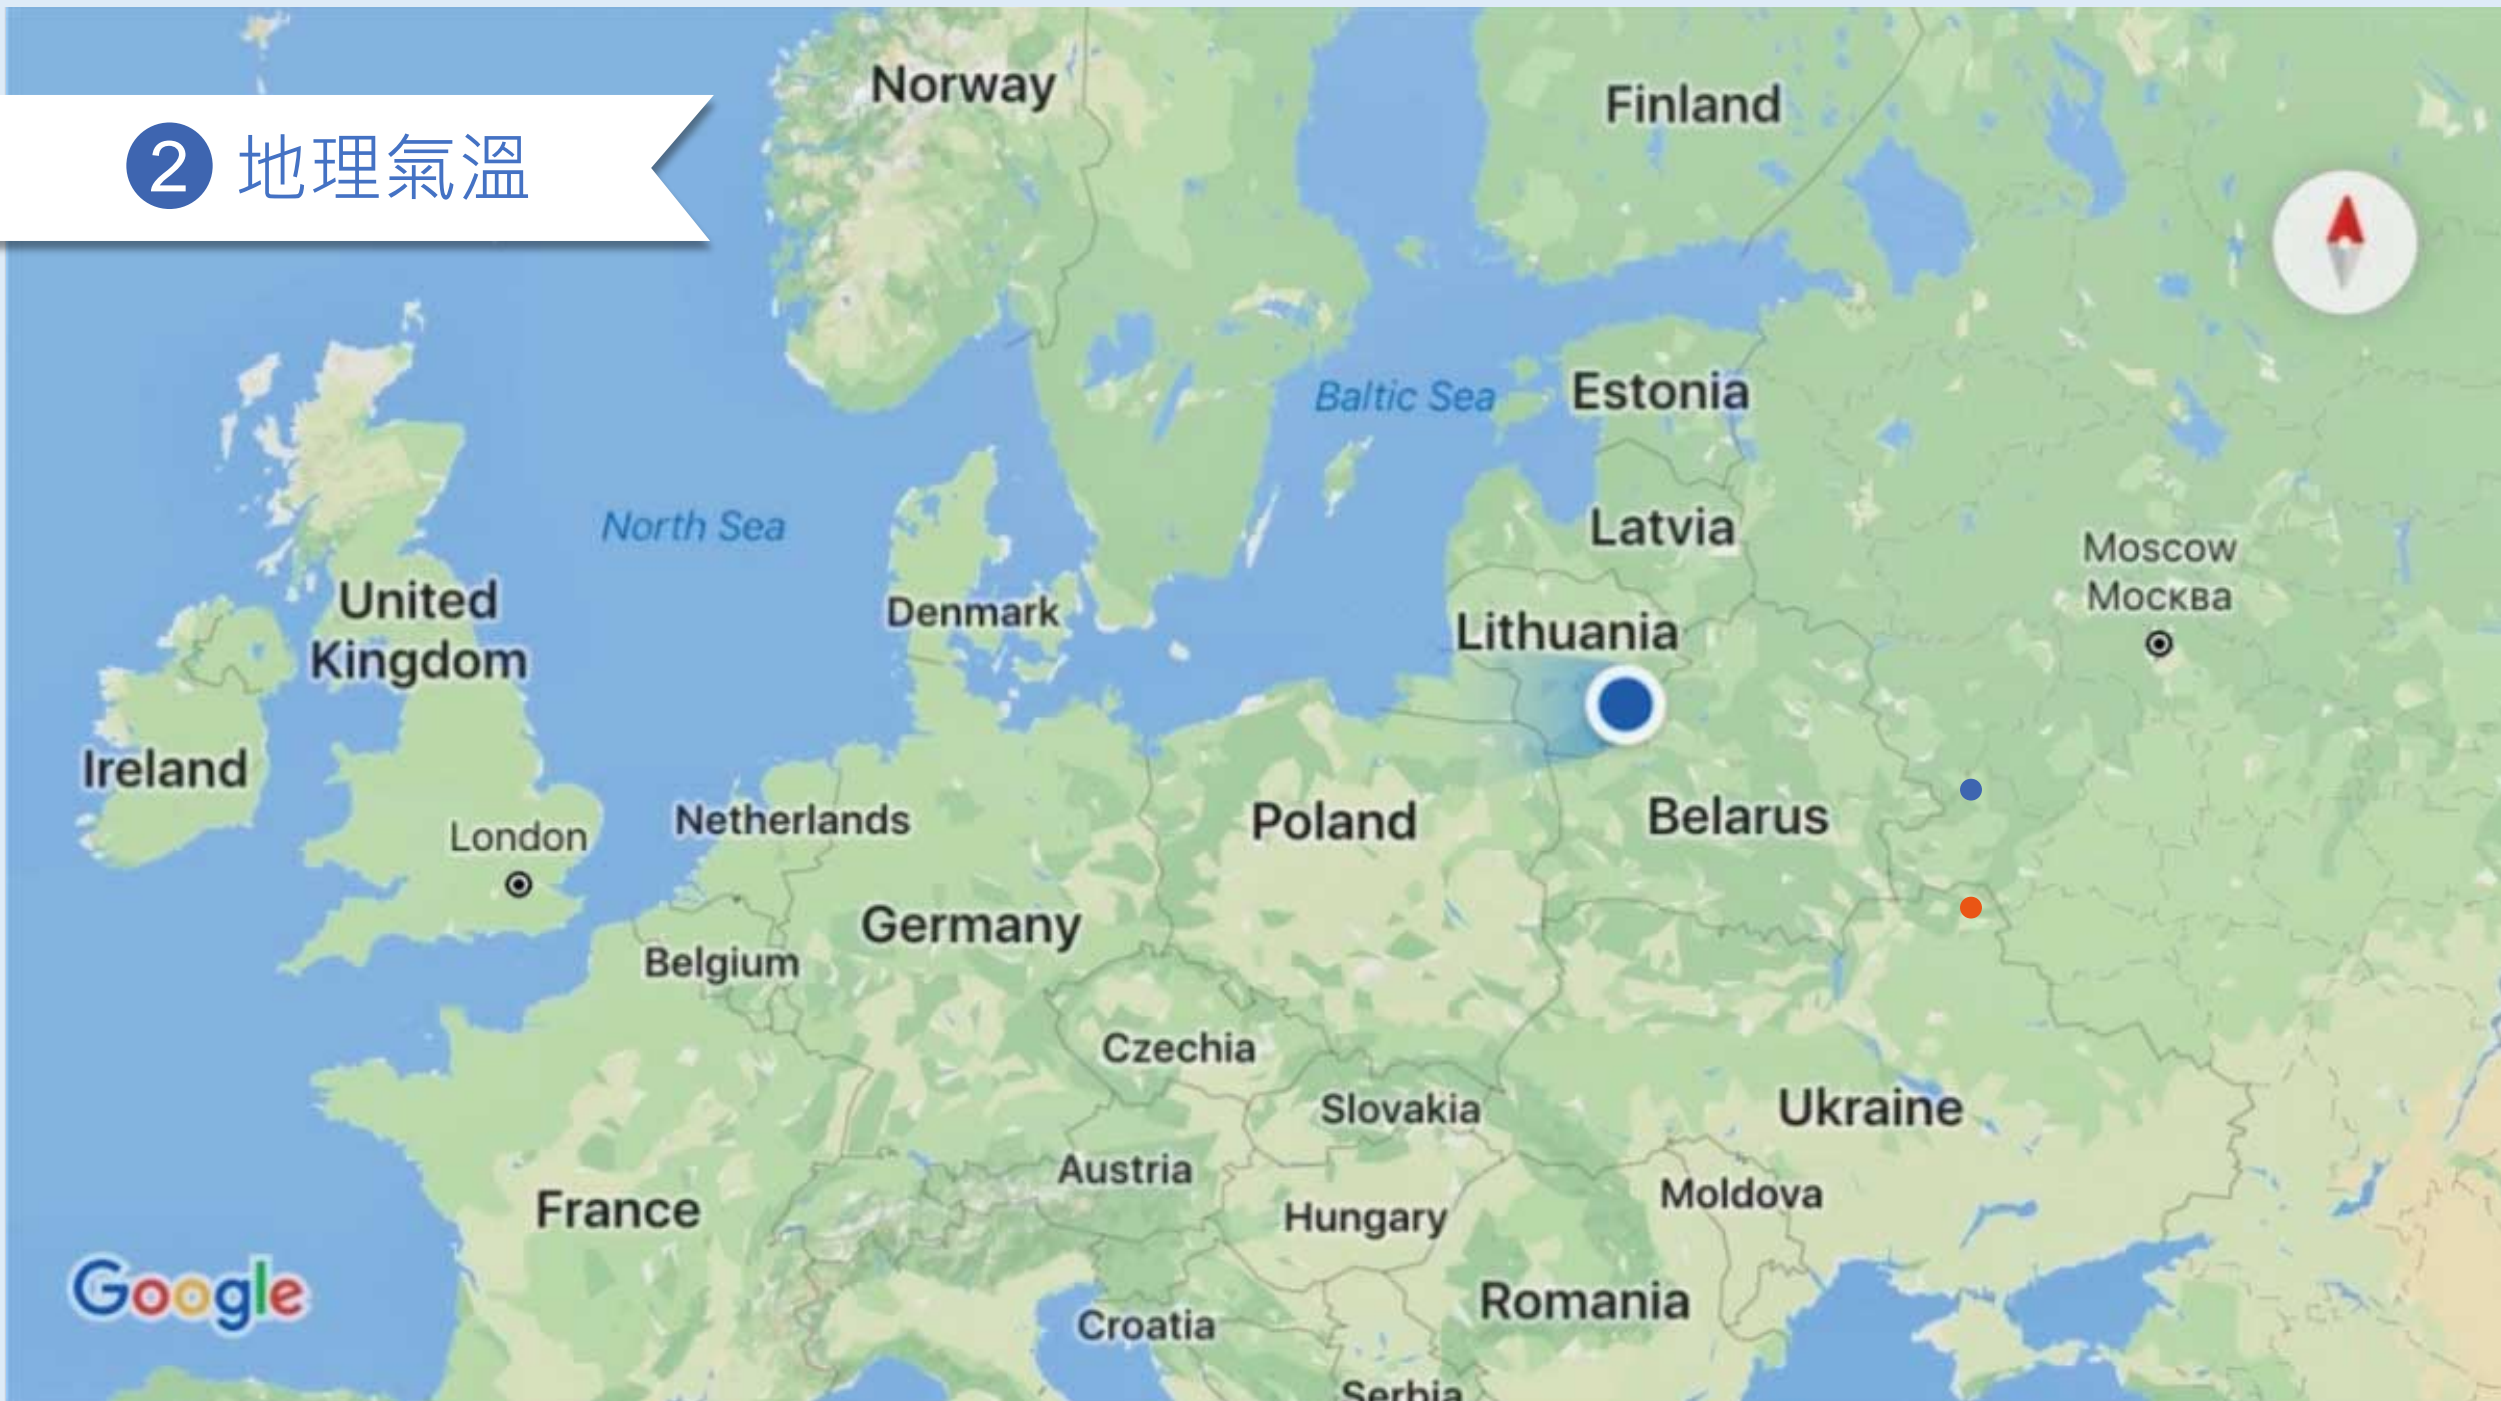 Norway
Finland
2 地理氣溫
Baltic Sea
Estonia
North Sea
Latvia
Moscow
Москва
United
Kingdom
Denmark
Lithuania
Ireland
Netherlands
London
Poland
Belarus
Germany
Belgium
Czechia
Slovakia
Ukraine
Austria
Moldova
France
Hungary
Google
Romania
Croatia
Serbia